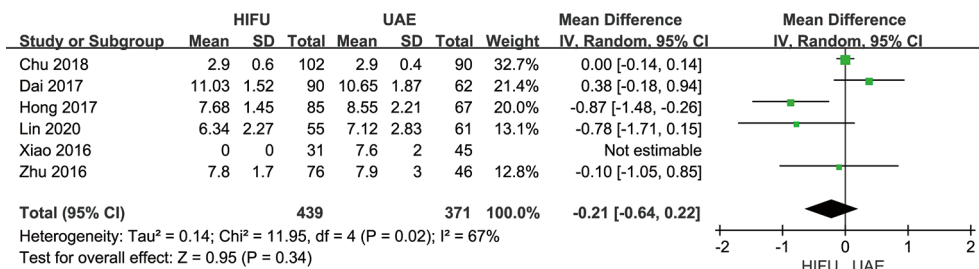 HIFU UAE Mean Difference Mean Difference
Study or Subgroup Mean SD Total Mean SD Total Weight IV, Random, 95% CI IV, Random, 95% CI
Chu 2018 2.9 0.6 102 2.9 0.4 90 32.7% 0.00 [-0.14, 0.14]
Dai 2017 11.03 1.52 90 10.65 1.87 62 21.4% 0.38 [-0.18, 0.94]
Hong 2017 7.68 1.45 85 8.55 2.21 67 20.0% -0.87 [-1.48, -0.26]
Lin 2020 6.34 2.27 55 7.12 2.83 61 13.1% -0.78 [-1.71, 0.15]
Xiao 2016 0 0 31 7.6 2 45 Not estimable
Zhu 2016 7.8 1.7 76 7.9 3 46 12.8% -0.10 [-1.05, 0.85]
Total (95% CI) 439 371 100.0% -0.21 [-0.64, 0.22]
Heterogeneity: Tau² = 0.14; Chi² = 11.95, df = 4 (P = 0.02); I² = 67%
Test for overall effect: Z = 0.95 (P = 0.34)
-2 -1 0 1 2
HIFU UAE